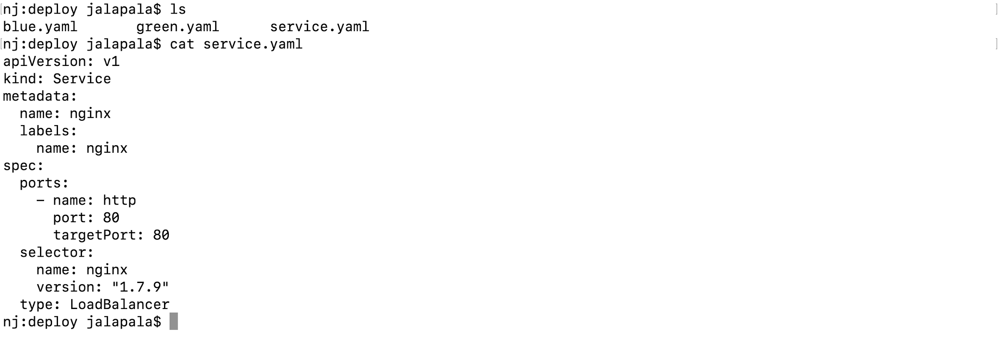 nj:deploy jalapala$ ls
blue.yaml       green.yaml      service.yaml
nj:deploy jalapala$ cat service.yaml
apiVersion: v1
kind: Service
metadata:
  name: nginx
  labels:
    name: nginx
spec:
  ports:
    - name: http
      port: 80
      targetPort: 80
  selector:
    name: nginx
    version: "1.7.9"
  type: LoadBalancer
nj:deploy jalapala$